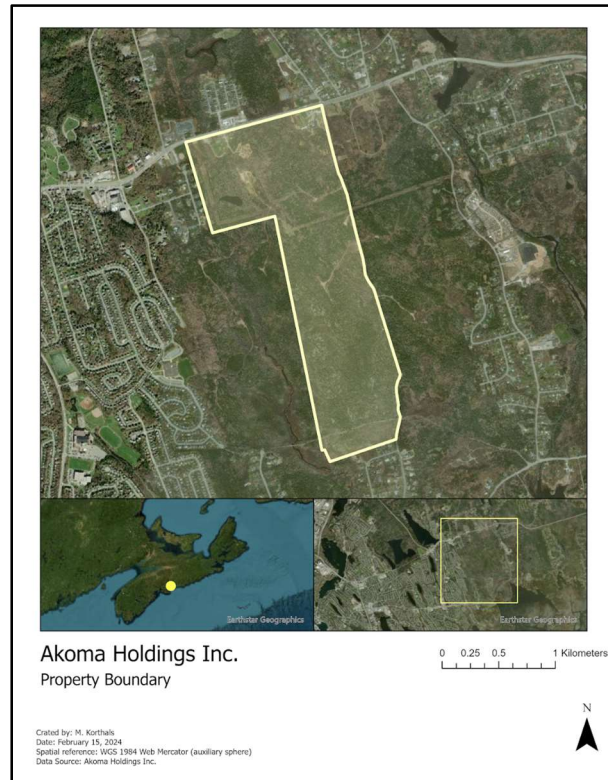 Earthstar Geographics
Earthstar Geographics
Akoma Holdings Inc.
Property Boundary
0 0.25 0.5 1 Kilometers
N
Created by: M. Korthals
Date: February 15, 2024
Spatial reference: WGS 1984 Web Mercator (auxiliary sphere)
Data Source: Akoma Holdings Inc.